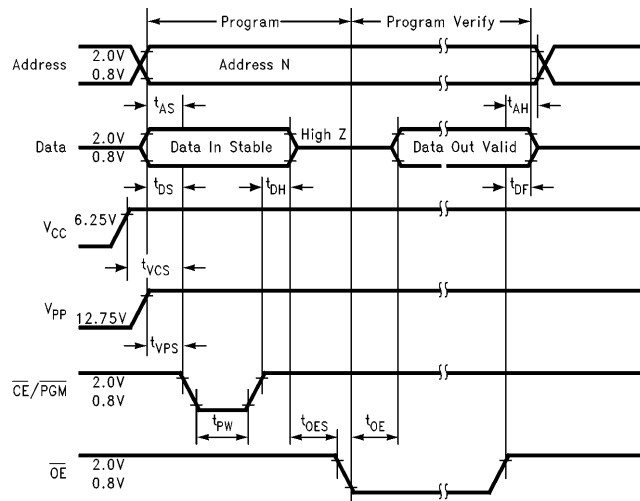 Program Program Verify
Address 2.0V 0.8V Address N
tAS tAH
High Z
Data 2.0V 0.8V Data In Stable Data Out Valid
tDS tDH tDF
VCC 6.25V
tVCS
VPP 12.75V
tVPS
CE/PGM 2.0V 0.8V
tPW tOES tOE
OE 2.0V 0.8V